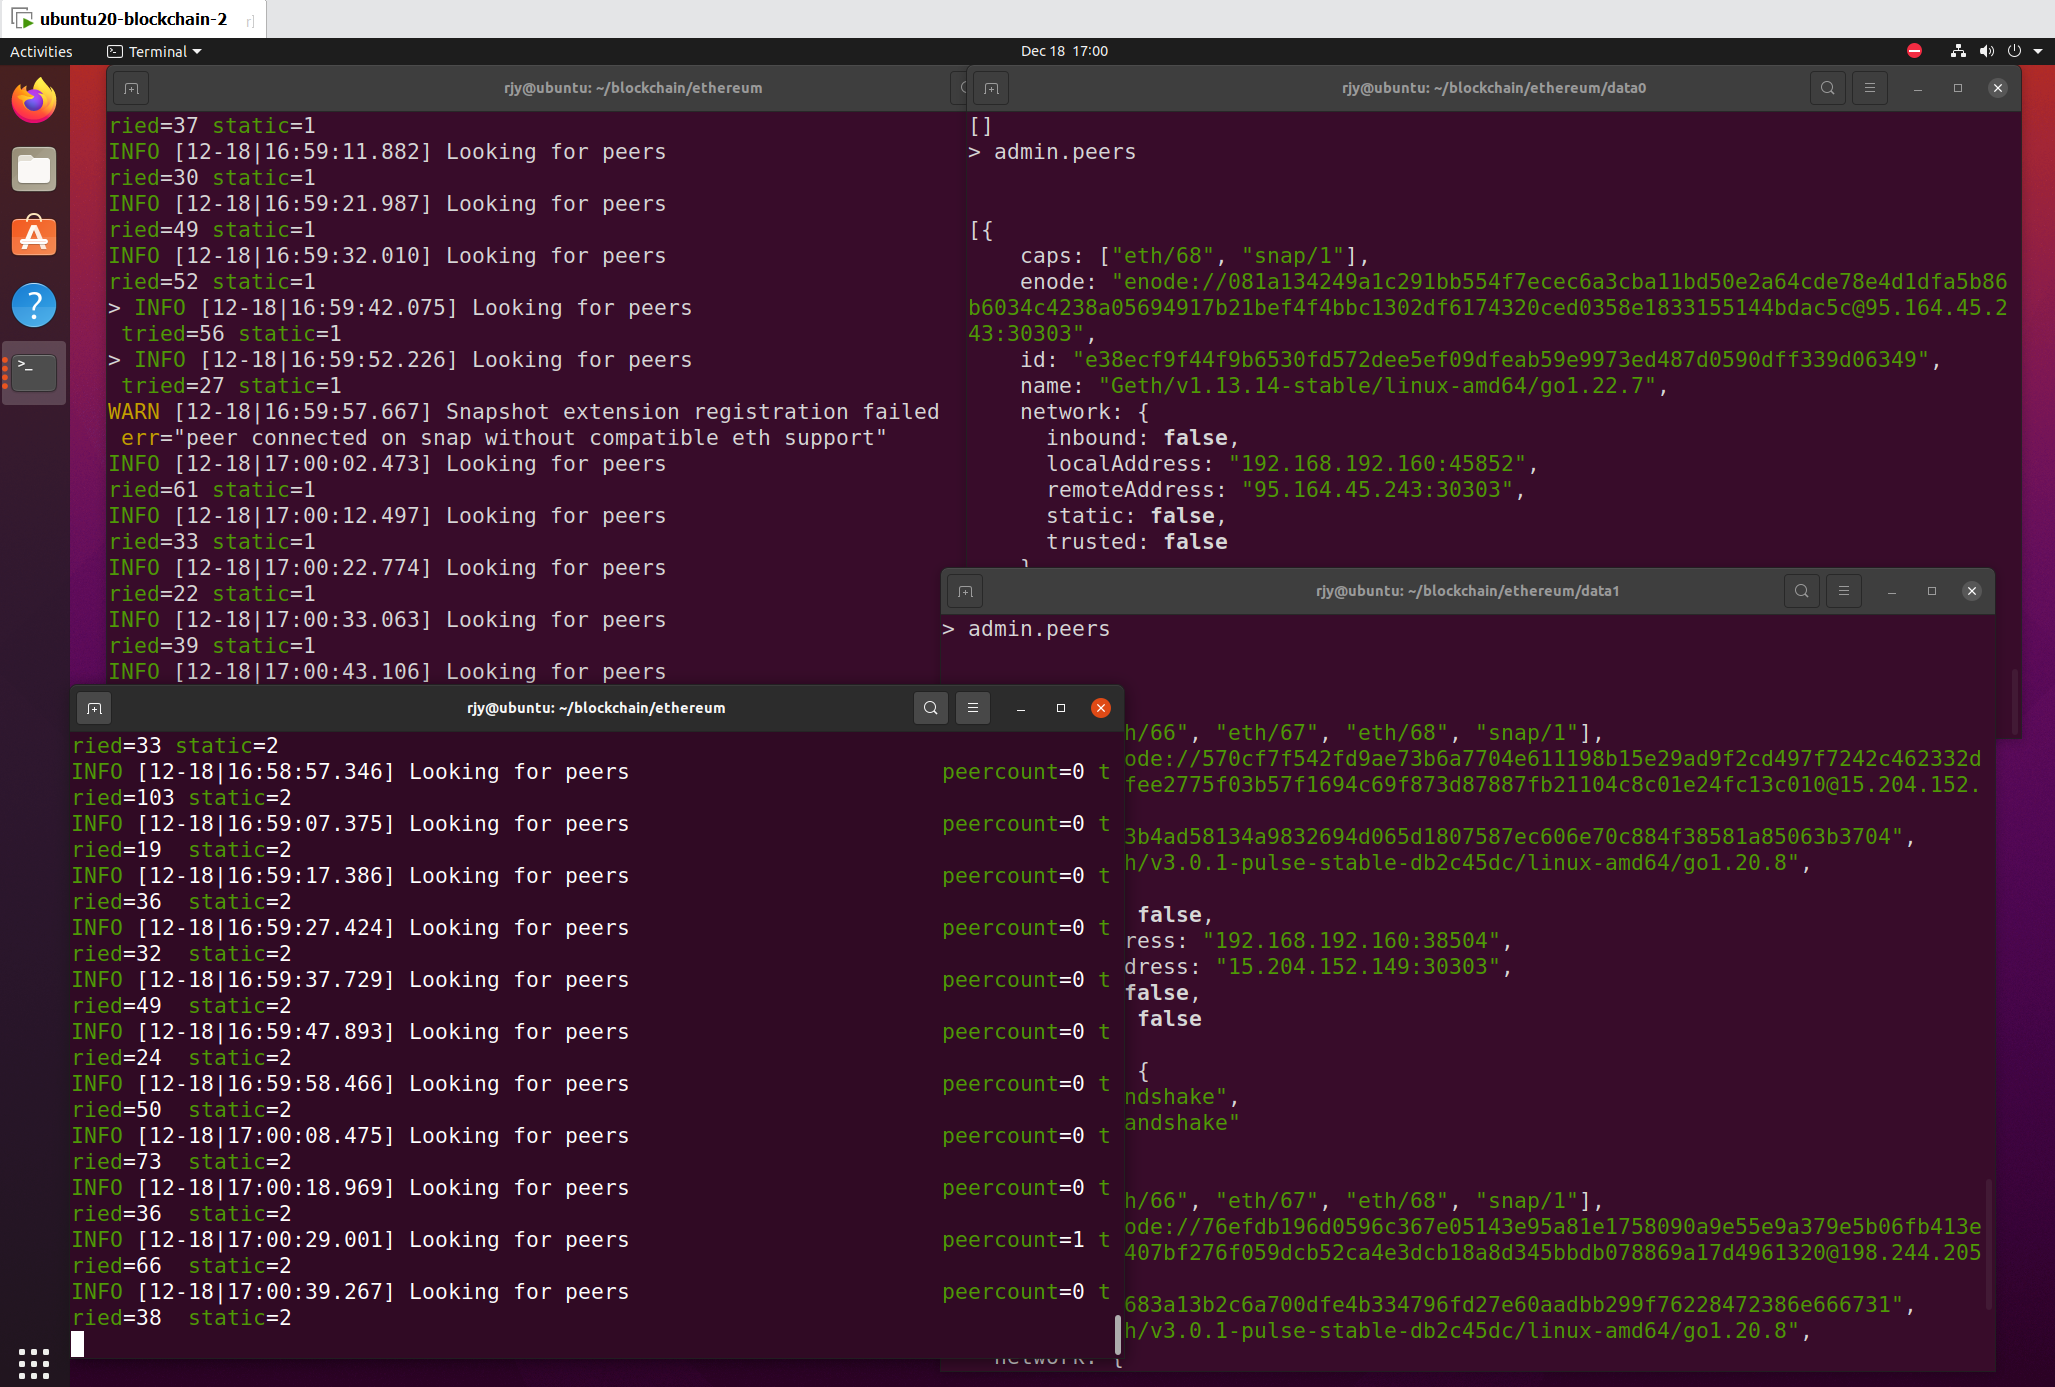 ubuntu20-blockchain-2
Activities
Terminal
Dec 18 17:00
rjy@ubuntu: ~/blockchain/ethereum
ried=37 static=1
INFO [12-18|16:59:11.882] Looking for peers
ried=30 static=1
INFO [12-18|16:59:21.987] Looking for peers
ried=49 static=1
INFO [12-18|16:59:32.010] Looking for peers
ried=52 static=1
> INFO [12-18|16:59:42.075] Looking for peers
tried=56 static=1
> INFO [12-18|16:59:52.226] Looking for peers
tried=27 static=1
WARN [12-18|16:59:57.667] Snapshot extension registration failed
err="peer connected on snap without compatible eth support"
INFO [12-18|17:00:02.473] Looking for peers
ried=61 static=1
INFO [12-18|17:00:12.497] Looking for peers
ried=33 static=1
INFO [12-18|17:00:22.774] Looking for peers
ried=22 static=1
INFO [12-18|17:00:33.063] Looking for peers
ried=39 static=1
INFO [12-18|17:00:43.106] Looking for peers
rjy@ubuntu: ~/blockchain/ethereum/data0
[]
> admin.peers
[{
caps: ["eth/68", "snap/1"],
enode: "enode://081a134249a1c291bb554f7ecec6a3cba11bd50e2a64cde78e4d1dfa5b86
b6034c4238a05694917b21bef4f4bbc1302df6174320ced0358e1833155144bdac5c@95.164.45.2
43:30303",
id: "e38ecf9f44f9b6530fd572dee5ef09dfeab59e9973ed487d0590dff339d06349",
name: "Geth/v1.13.14-stable/linux-amd64/go1.22.7",
network: {
inbound: false,
localAddress: "192.168.192.160:45852",
remoteAddress: "95.164.45.243:30303",
static: false,
trusted: false
}
rjy@ubuntu: ~/blockchain/ethereum/data1
> admin.peers
h/66", "eth/67", "eth/68", "snap/1"],
ode://570cf7f542fd9ae73b6a7704e611198b15e29ad9f2cd497f7242c462332d
fee2775f03b57f1694c69f873d87887fb21104c8c01e24fc13c010@15.204.152.
3b4ad58134a9832694d065d1807587ec606e70c884f38581a85063b3704",
h/v3.0.1-pulse-stable-db2c45dc/linux-amd64/go1.20.8",
false,
ress: "192.168.192.160:38504",
dress: "15.204.152.149:30303",
false,
false
{
ndshake",
andshake"
h/66", "eth/67", "eth/68", "snap/1"],
ode://76efdb196d0596c367e05143e95a81e1758090a9e55e9a379e5b06fb413e
407bf276f059dcb52ca4e3dcb18a8d345bbdb078869a17d4961320@198.244.205
683a13b2c6a700dfe4b334796fd27e60aadbb299f76228472386e666731",
h/v3.0.1-pulse-stable-db2c45dc/linux-amd64/go1.20.8",
network: {
rjy@ubuntu: ~/blockchain/ethereum
ried=33 static=2
INFO [12-18|16:58:57.346] Looking for peers peercount=0 t
ried=103 static=2
INFO [12-18|16:59:07.375] Looking for peers peercount=0 t
ried=19 static=2
INFO [12-18|16:59:17.386] Looking for peers peercount=0 t
ried=36 static=2
INFO [12-18|16:59:27.424] Looking for peers peercount=0 t
ried=32 static=2
INFO [12-18|16:59:37.729] Looking for peers peercount=0 t
ried=49 static=2
INFO [12-18|16:59:47.893] Looking for peers peercount=0 t
ried=24 static=2
INFO [12-18|16:59:58.466] Looking for peers peercount=0 t
ried=50 static=2
INFO [12-18|17:00:08.475] Looking for peers peercount=0 t
ried=73 static=2
INFO [12-18|17:00:18.969] Looking for peers peercount=0 t
ried=36 static=2
INFO [12-18|17:00:29.001] Looking for peers peercount=1 t
ried=66 static=2
INFO [12-18|17:00:39.267] Looking for peers peercount=0 t
ried=38 static=2